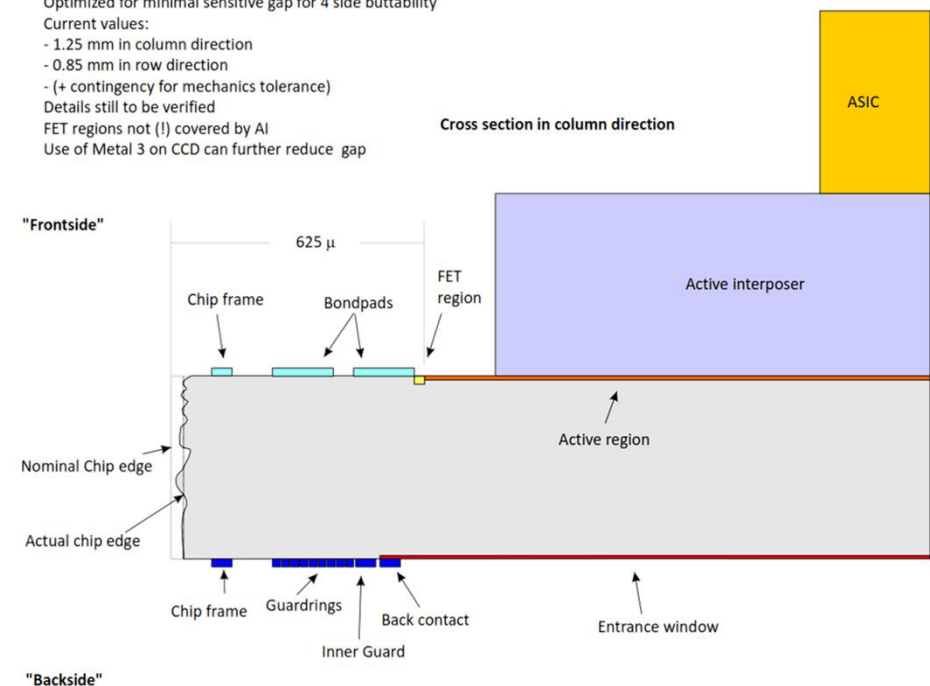 Optimized for minimal sensitive gap for 4 side buttability
Current values:
- 1.25 mm in column direction
- 0.85 mm in row direction
- (+ contingency for mechanics tolerance)
Details still to be verified
FET regions not (!) covered by AI
Use of Metal 3 on CCD can further reduce gap
Cross section in column direction
ASIC
"Frontside"
625 μ
FET
region
Chip frame
Bondpads
Active interposer
Active region
Nominal Chip edge
Actual chip edge
Chip frame
Guardrings
Back contact
Inner Guard
Entrance window
"Backside"